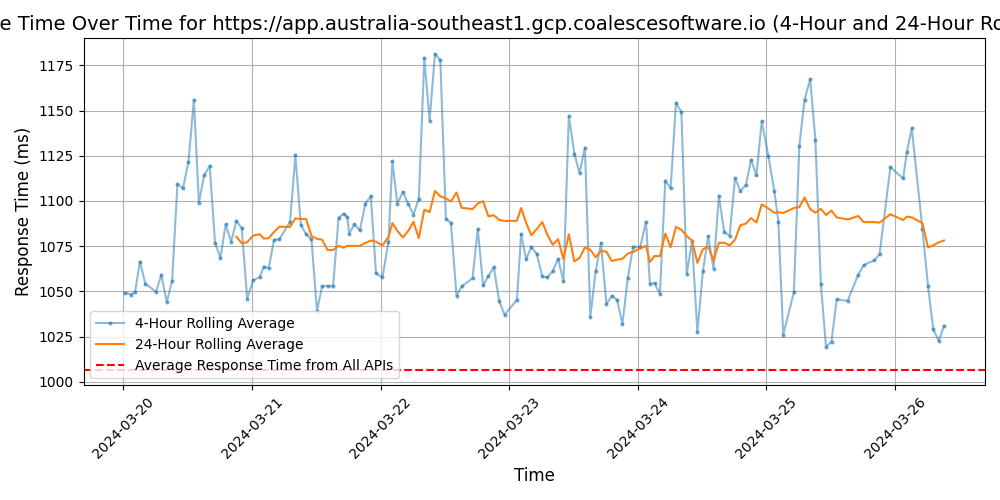 e Time Over Time for https://app.australia-southeast1.gcp.coalescesoftware.io (4-Hour and 24-Hour Ro
1175
1150
1125
1100
1075
1050
1025
1000
Response Time (ms)
4-Hour Rolling Average
24-Hour Rolling Average
Average Response Time from All APIs
2024-03-20
2024-03-21
2024-03-22
2024-03-23
2024-03-24
2024-03-25
2024-03-26
Time